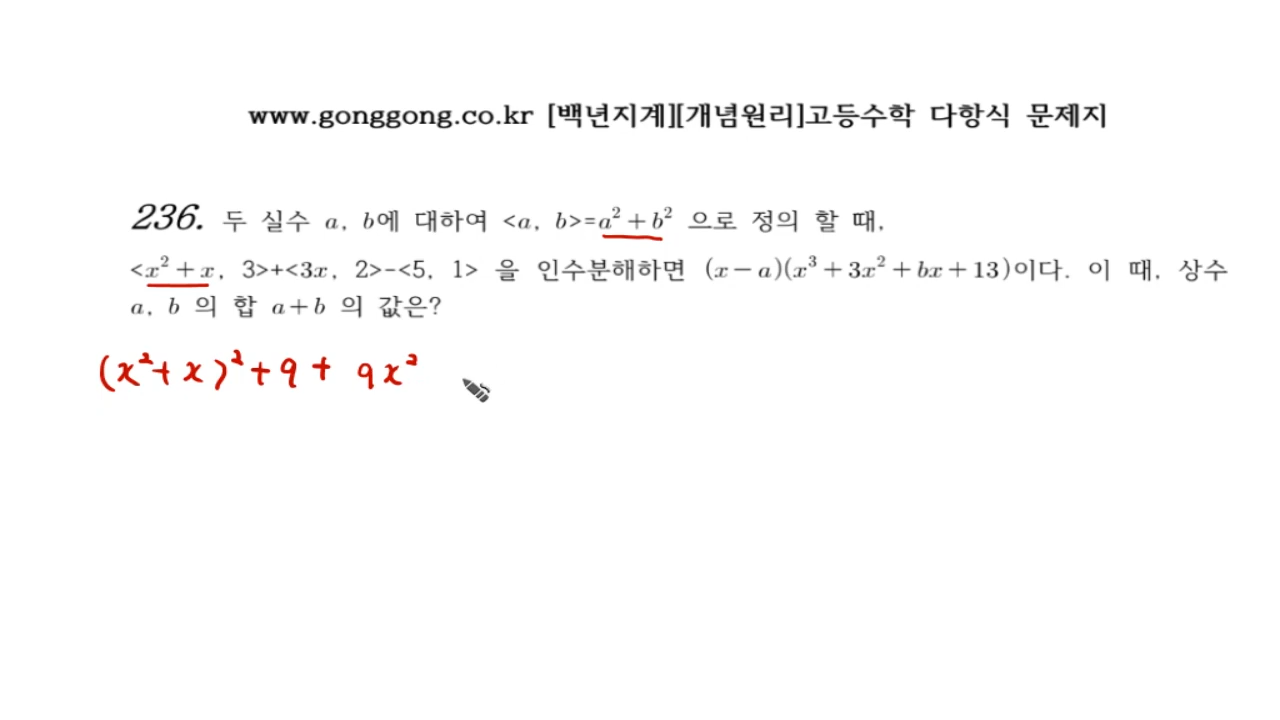 www.gonggong.co.kr [백년지계][개념원리]고등수학 다항식 문제지
236. 두 실수 a, b에 대하여 <a, b>=a²+b² 으로 정의 할 때,
<x²+x, 3>+<3x, 2>-<5, 1> 을 인수분해하면 (x-a)(x³+3x²+bx+13)이다. 이 때, 상수
a, b 의 합 a+b 의 값은?
(x²+x)²+9+ 9x²